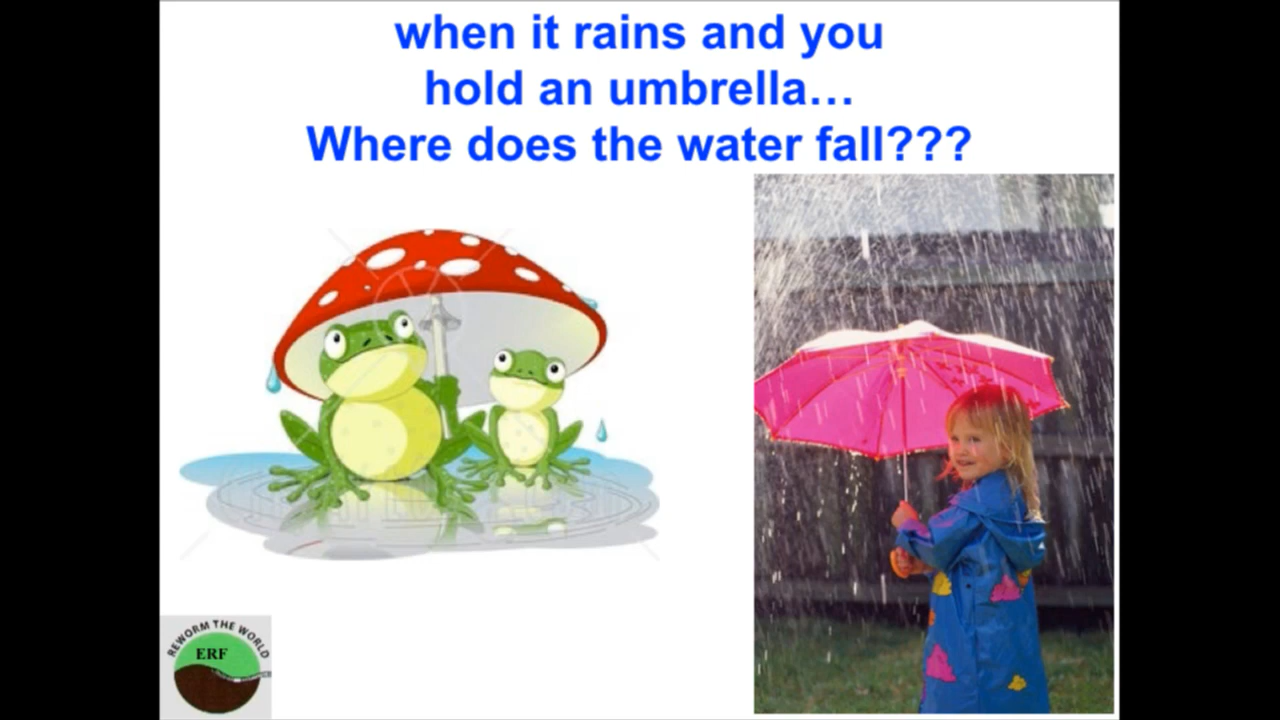 when it rains and you
hold an umbrella…
Where does the water fall???
REWORM THE WORLD
ERF